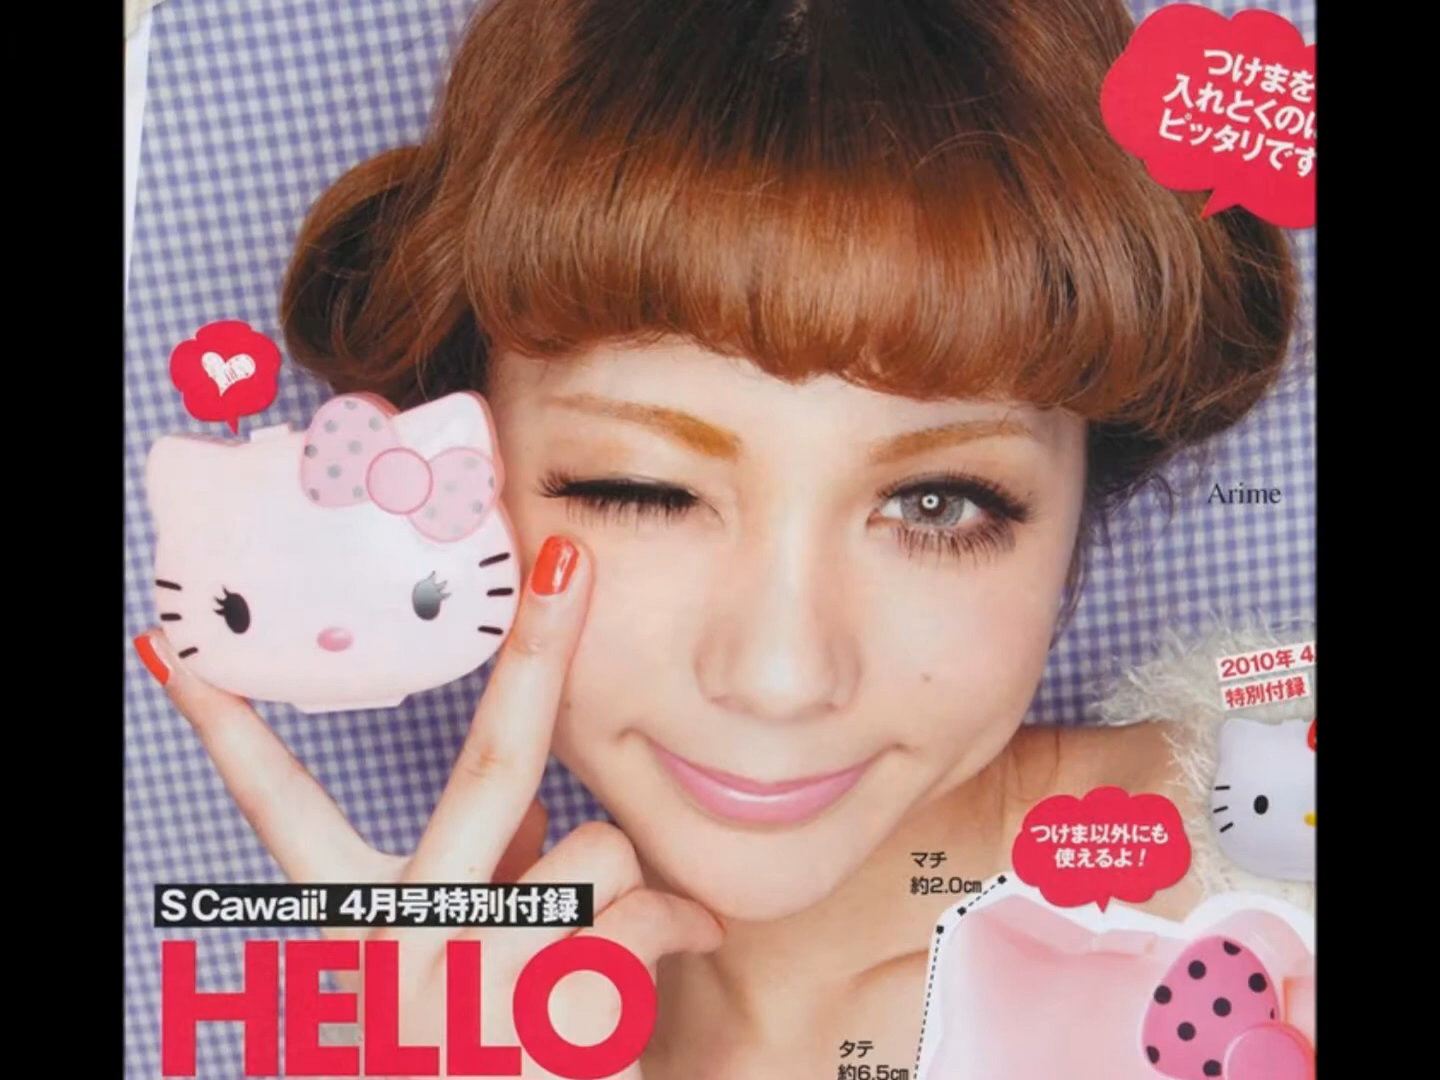 つけまを
入れとくのに
ピッタリです
Arime
2010年 4
特別付録
つけま以外にも
使えるよ！
マチ
約2.0cm
S Cawaii! 4月号特別付録
HELLO
タテ
約6.5cm